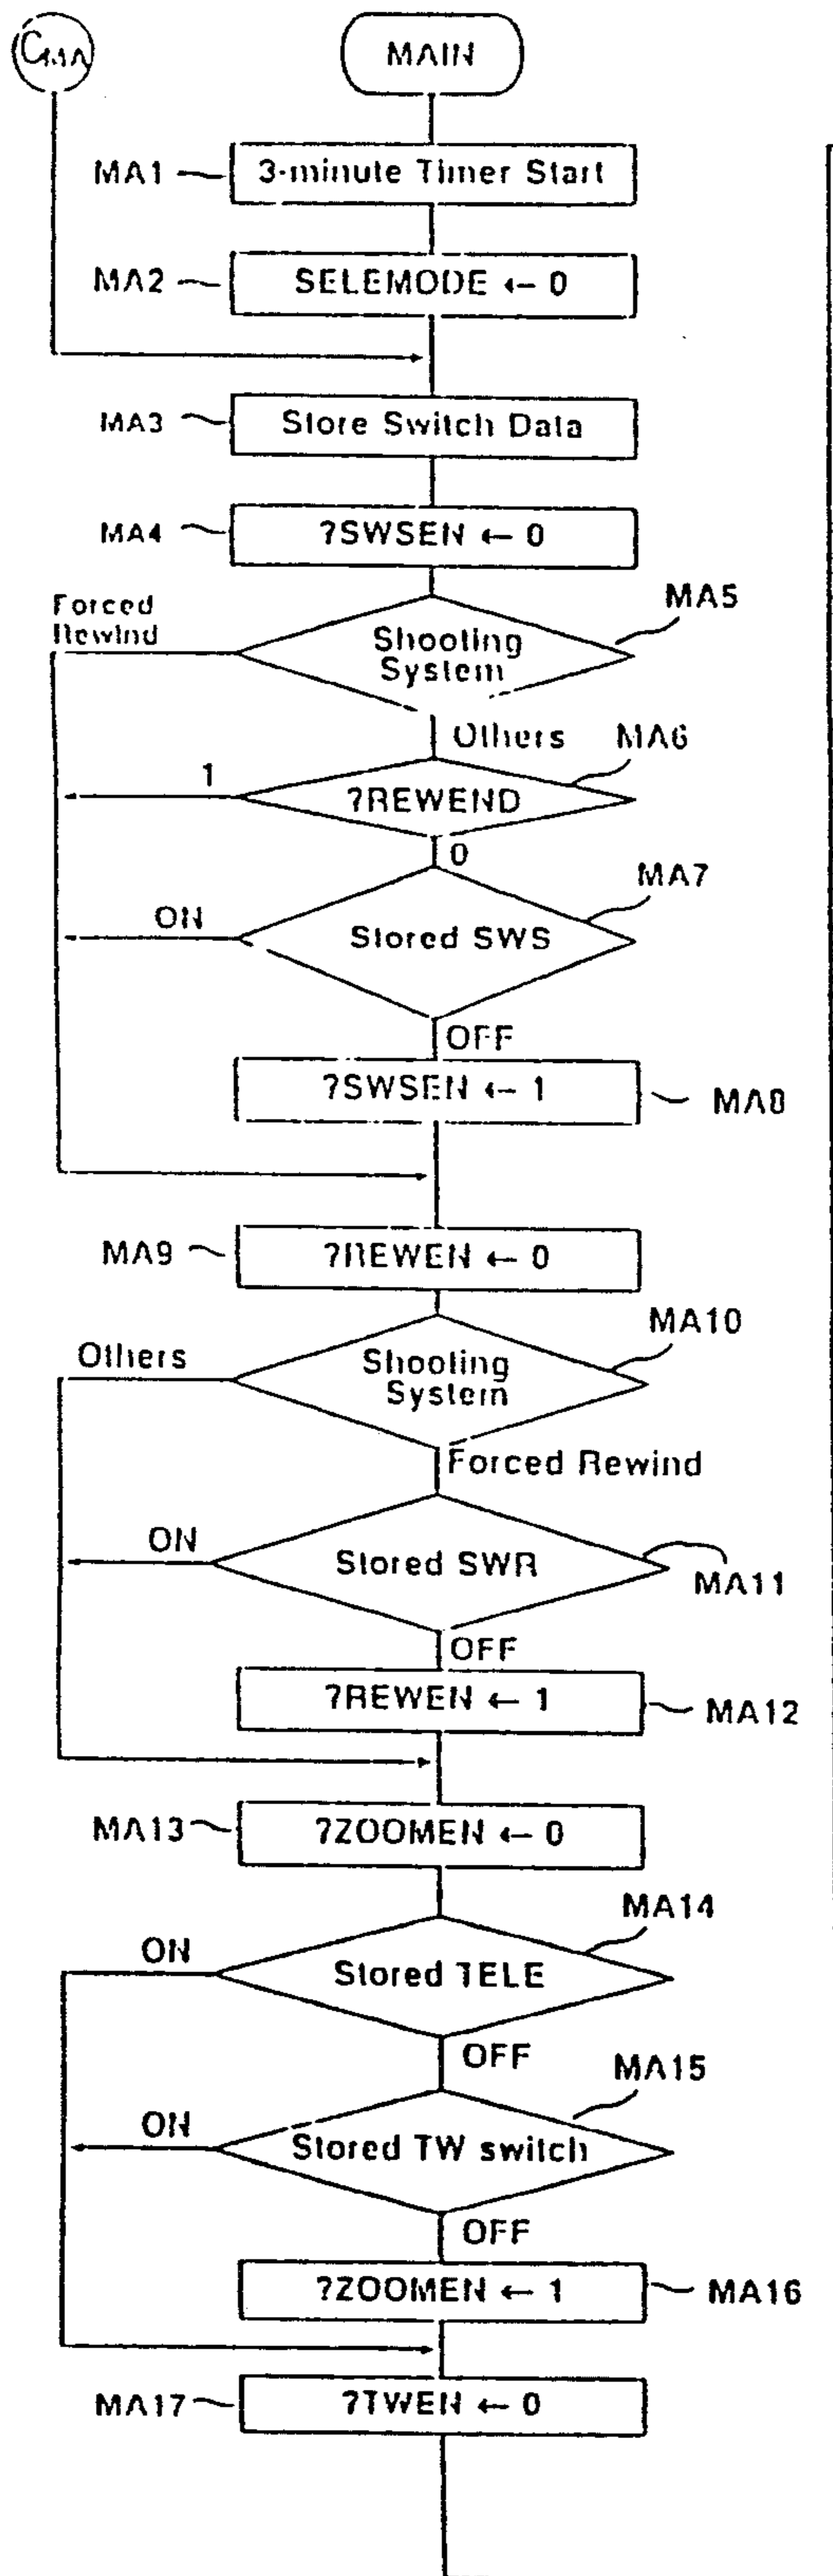 CMA
MAIN
MA1
3-minute Timer Start
MA2
SELEMODE ← 0
MA3
Store Switch Data
MA4
?SWSEN ← 0
Forced
Rewind
MA5
Shooting
System
Others
MA6
1
?REWEND
0
MA7
ON
Stored SWS
OFF
?SWSEN ← 1
MA8
MA9
?REWEN ← 0
MA10
Others
Shooting
System
Forced Rewind
ON
Stored SWR
MA11
OFF
?REWEN ← 1
MA12
MA13
?ZOOMEN ← 0
MA14
ON
Stored TELE
OFF
MA15
ON
Stored TW switch
OFF
?ZOOMEN ← 1
MA16
MA17
?TWEN ← 0